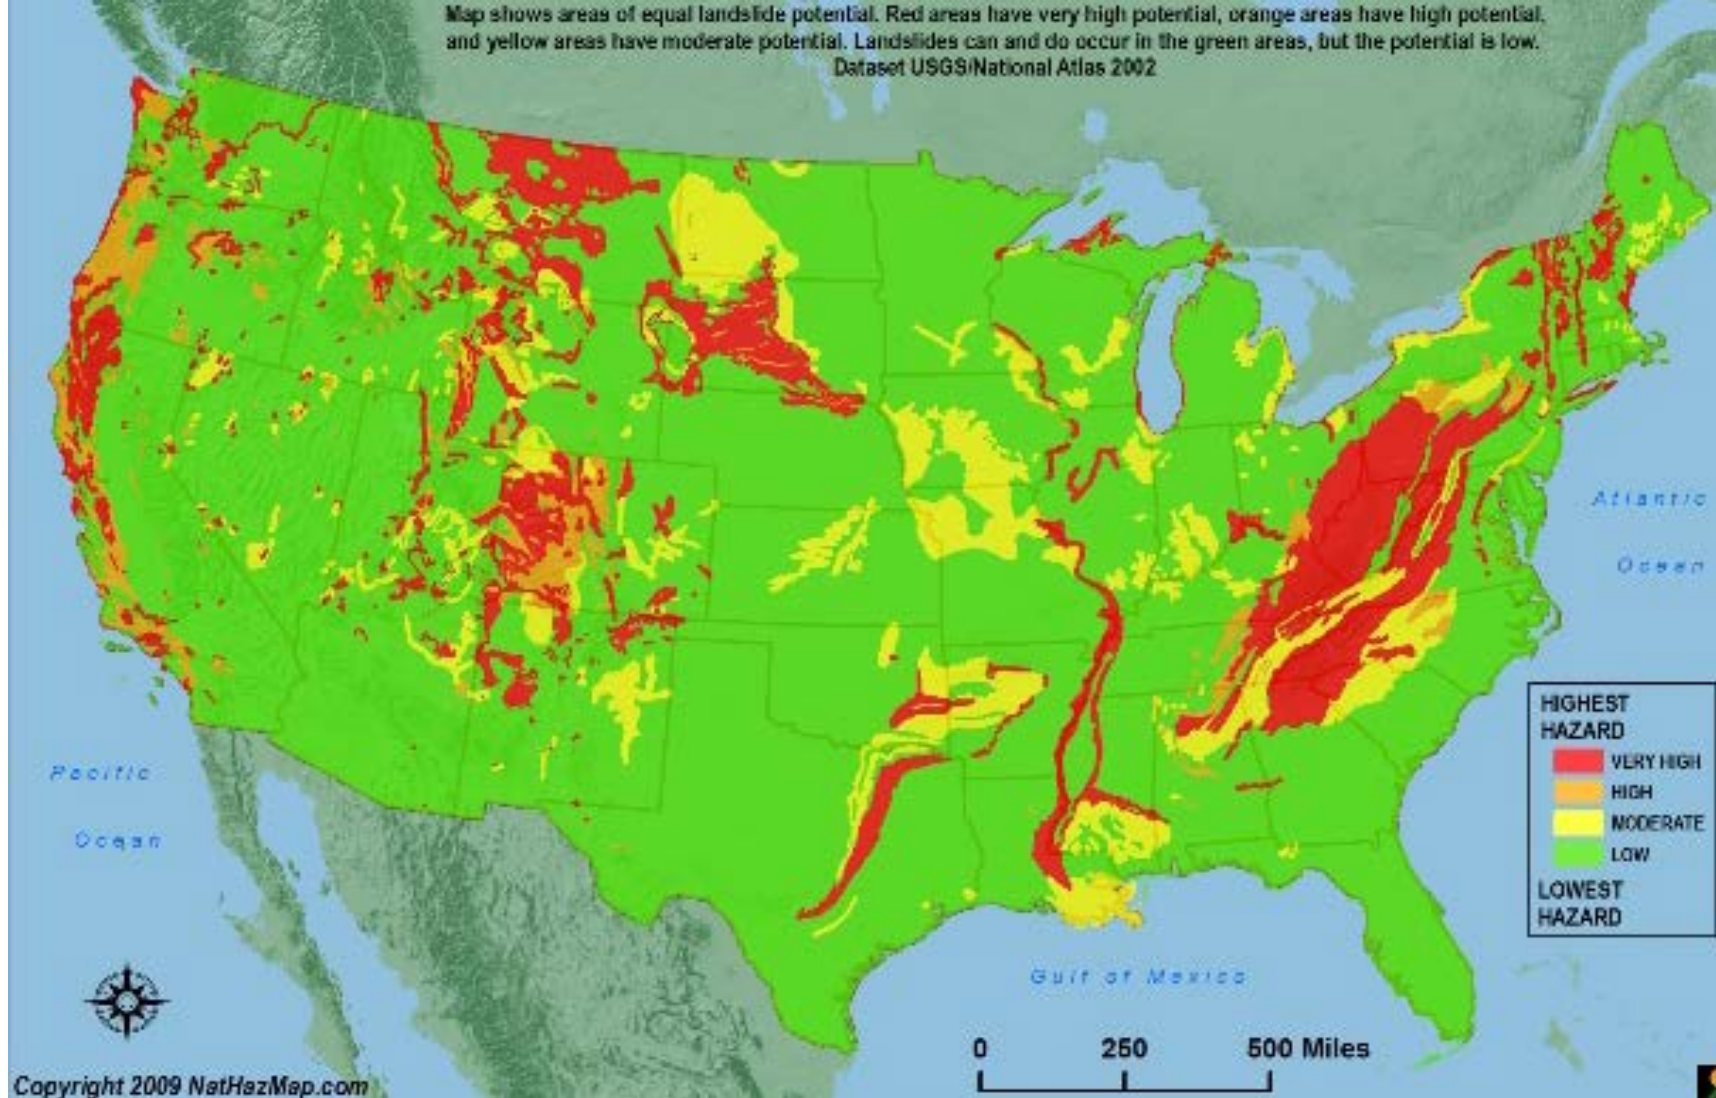 Map shows areas of equal landslide potential. Red areas have very high potential, orange areas have high potential,
and yellow areas have moderate potential. Landslides can and do occur in the green areas, but the potential is low.
Dataset USGS/National Atlas 2002
Atlantic
Ocean
HIGHEST
HAZARD
VERY HIGH
HIGH
MODERATE
LOW
LOWEST
HAZARD
Pacific
Ocean
Gulf of Mexico
0 250 500 Miles
Copyright 2009 NatHazMap.com